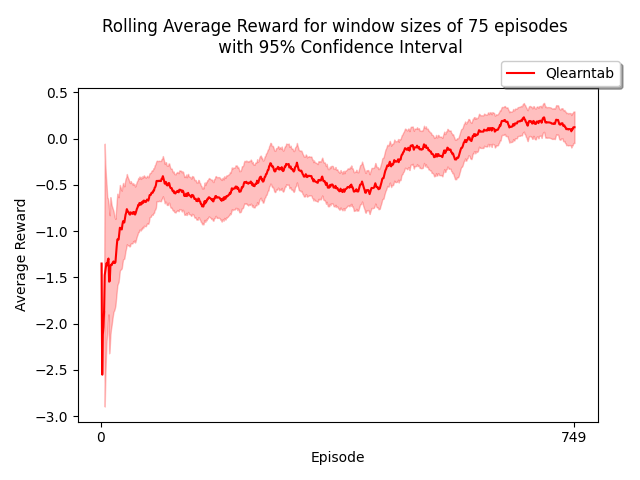 Rolling Average Reward for window sizes of 75 episodes
with 95% Confidence Interval
Qlearntab
0.5
0.0
−0.5
−1.0
−1.5
−2.0
−2.5
−3.0
Average Reward
0
749
Episode